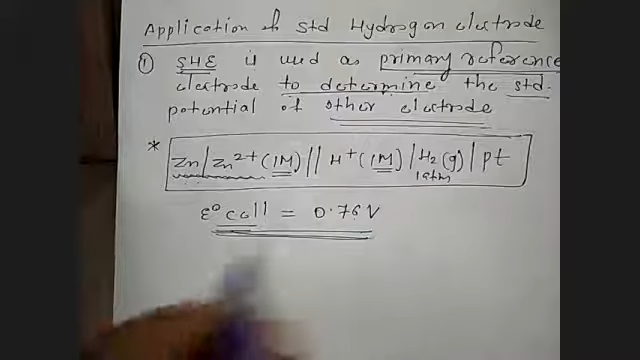 Application of Std Hydrogen electrode
① SHE is used as primary reference
electrode to determine the std.
potential of other electrode
* Zn | Zn²⁺ (1M) || H⁺ (1M) | H₂(g) | pt
1atm
E° cell = 0.76 V